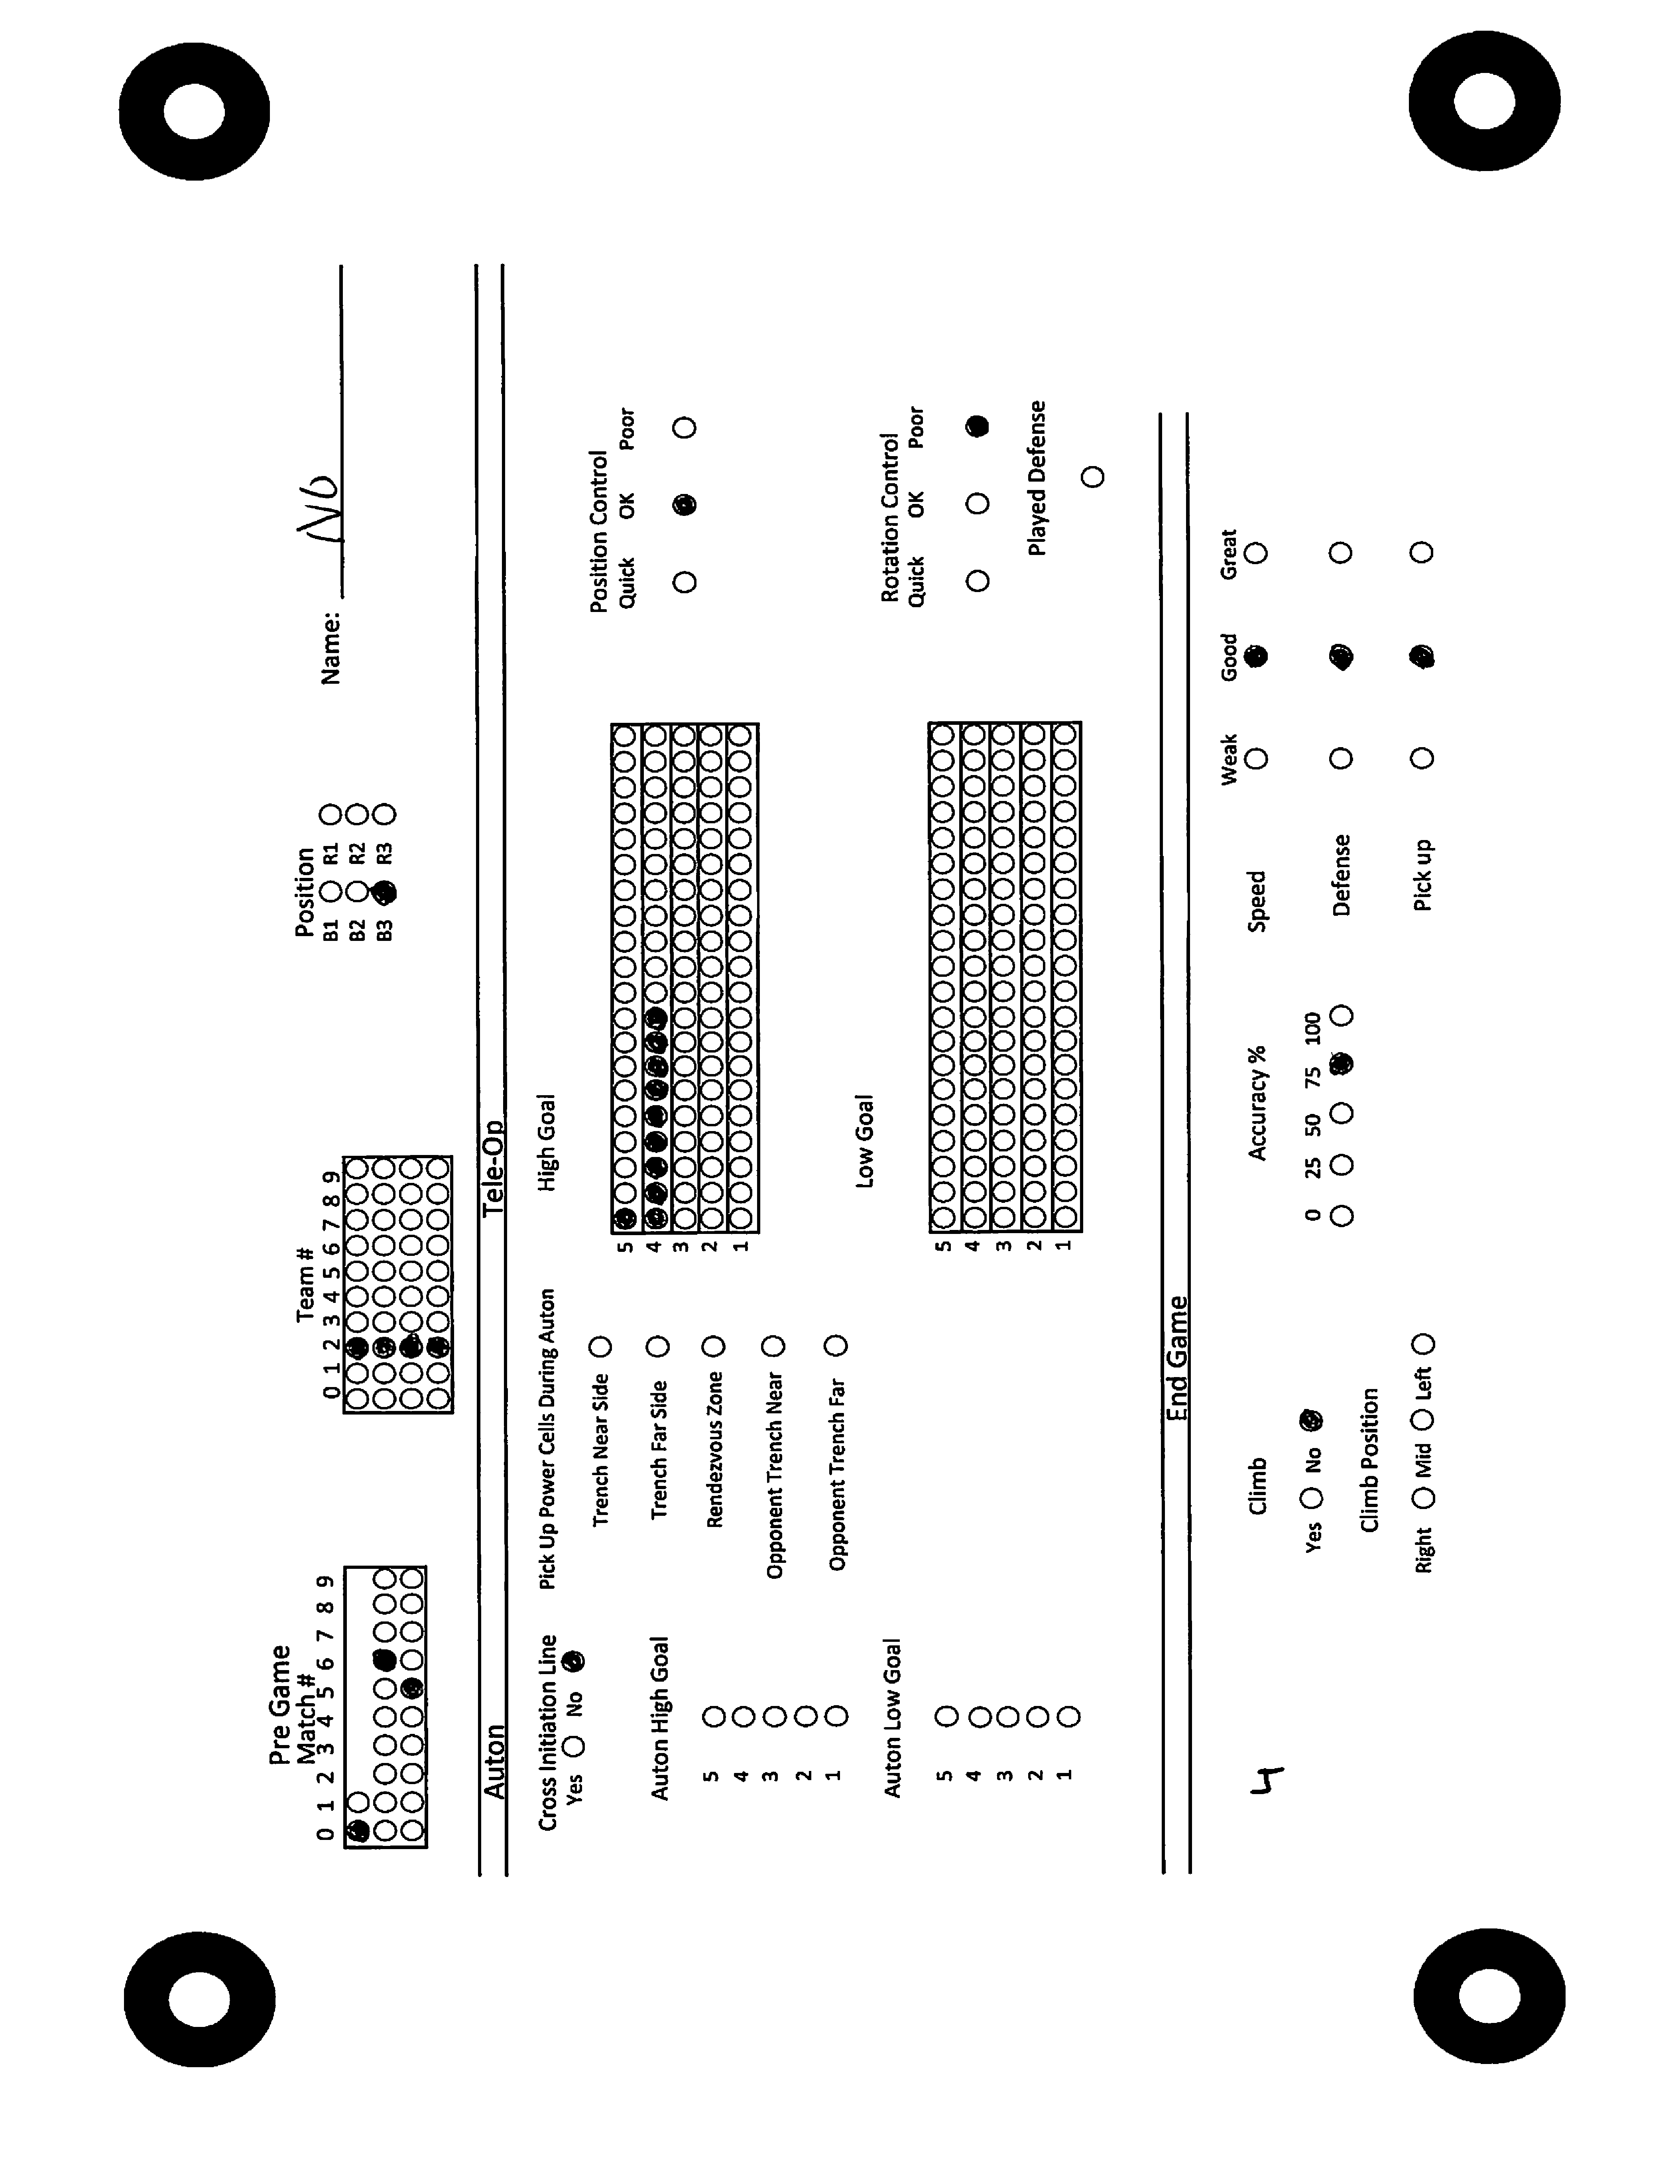 Pre Game
Match #
0 1 2 3 4 5 6 7 8 9
Team #
0 1 2 3 4 5 6 7 8 9
Position
B1 R1
B2 R2
B3 R3
Name: NG
Auton
Tele-Op
Cross Initiation Line
Yes No
Auton High Goal
5
4
3
2
1
Auton Low Goal
5
4
3
2
1
Pick Up Power Cells During Auton
Trench Near Side
Trench Far Side
Rendezvous Zone
Opponent Trench Near
Opponent Trench Far
High Goal
5
4
3
2
1
Low Goal
5
4
3
2
1
Position Control
Quick OK Poor
Rotation Control
Quick OK Poor
Played Defense
End Game
4
Climb
Yes No
Climb Position
Right Mid Left
Accuracy %
0 25 50 75 100
Weak Good Great
Speed
Defense
Pick up